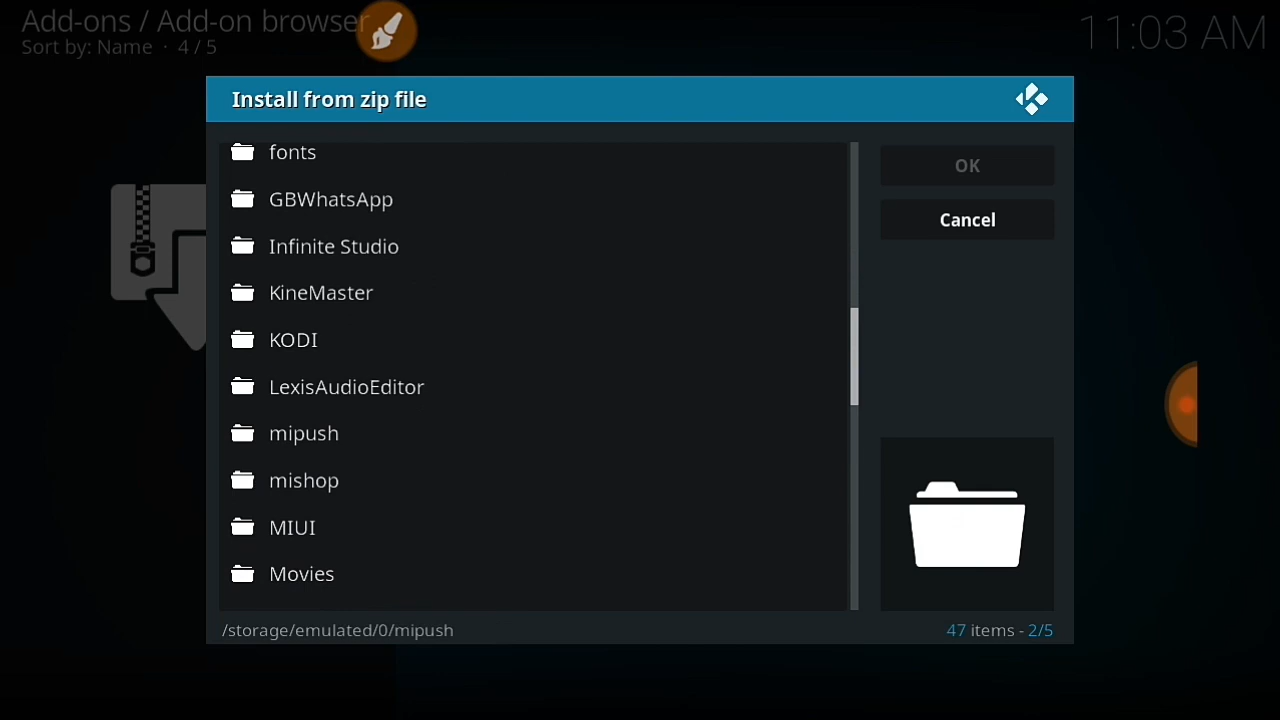 Add-ons / Add-on browser
Sort by: Name · 4 / 5
11:03 AM
Install from zip file
fonts
GBWhatsApp
Infinite Studio
KineMaster
KODI
LexisAudioEditor
mipush
mishop
MIUI
Movies
OK
Cancel
/storage/emulated/0/mipush
47 items - 2/5